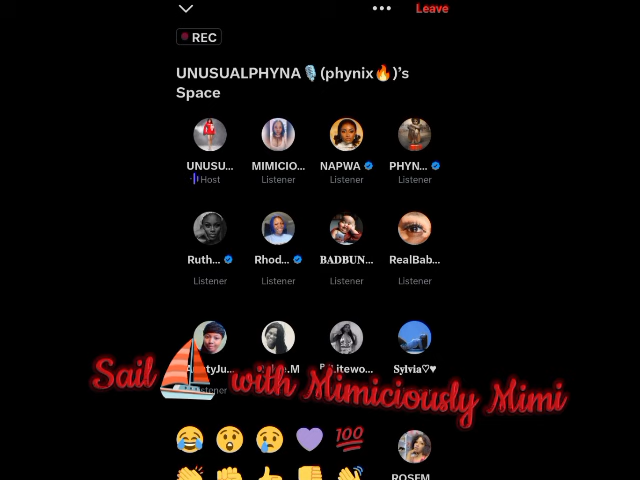 Leave
REC
UNUSUALPHYNA🎙️(phynix🔥)’s
Space
UNUSU... MIMICIO... NAPWA PHYN...
Host Listener Listener Listener
Ruth... Rhod... 𝐁𝐀𝐃𝐁𝐔𝐍... RealBab...
Listener Listener Listener Listener
𝐒𝐲𝐥𝐯𝐢𝐚♡♥
Sail ⛵ with Mimiciously Mimi
💯
ROSEM